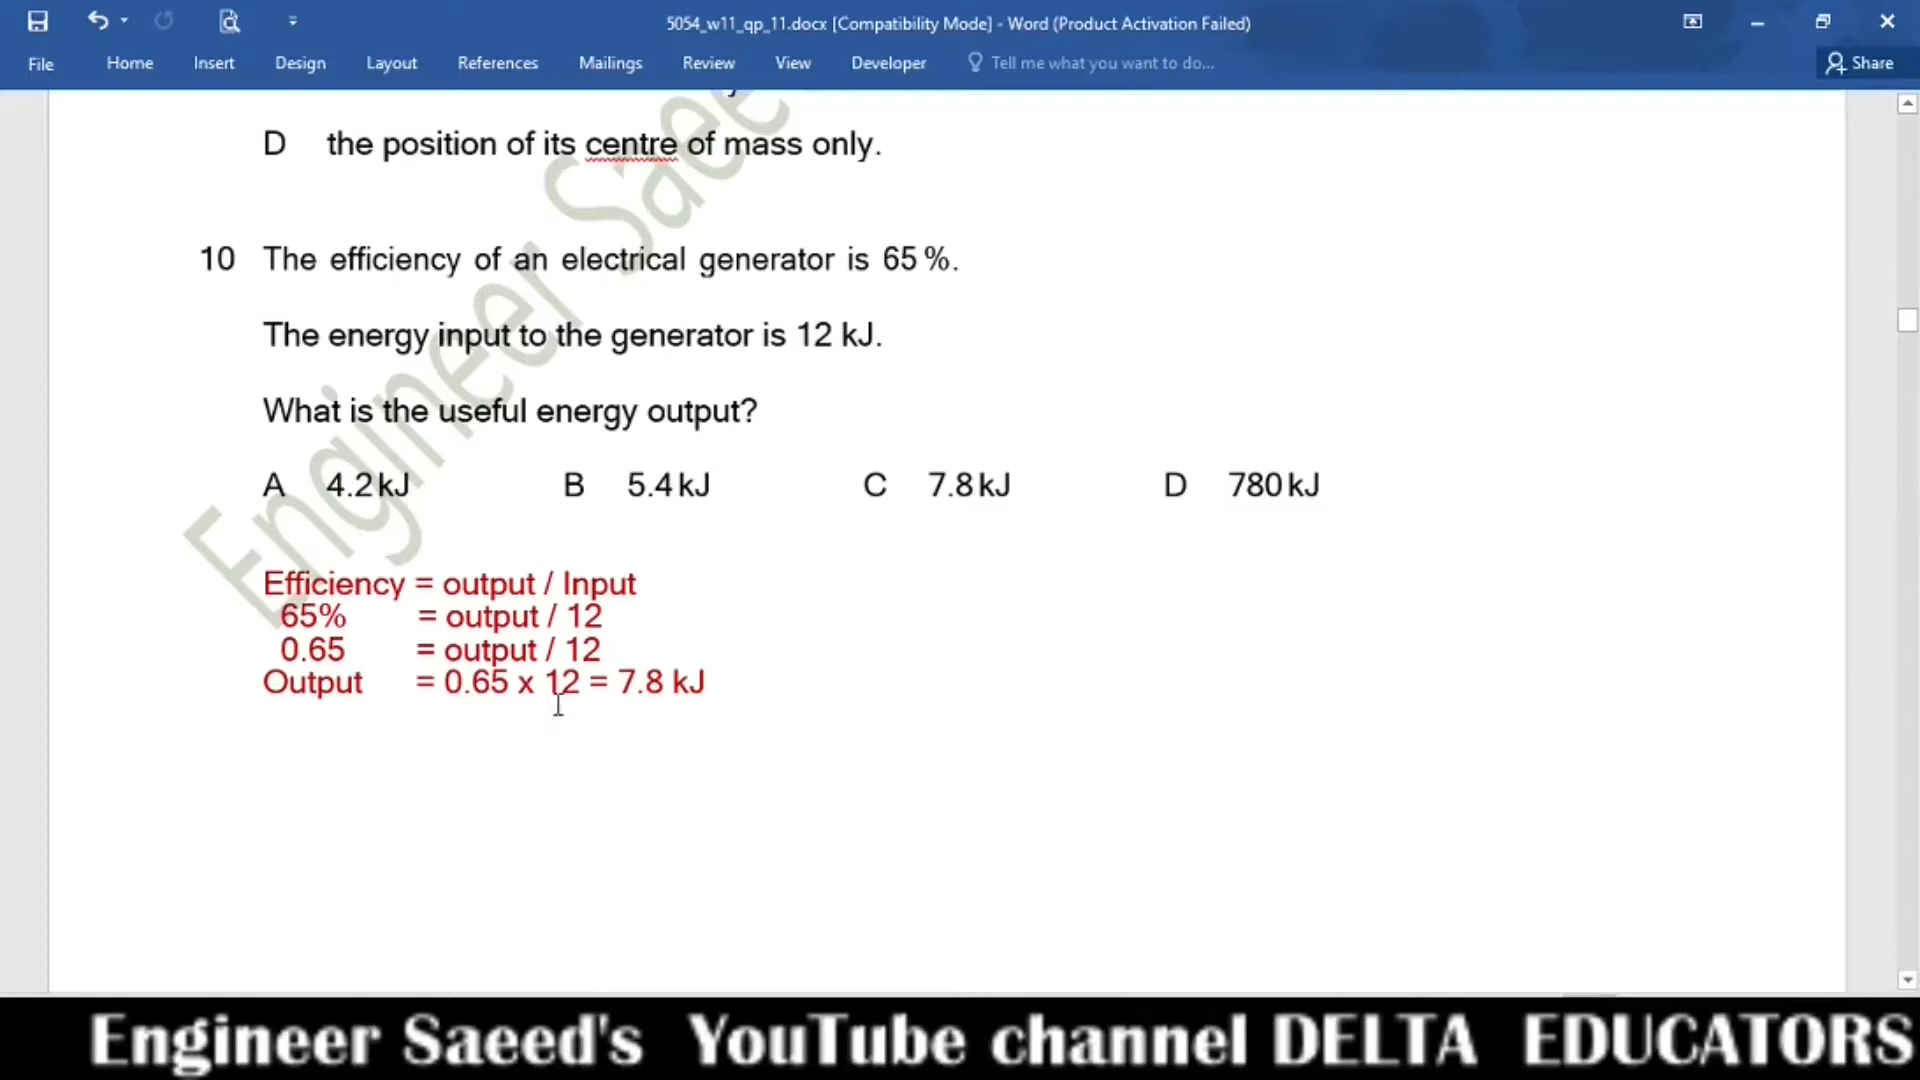 5054_w11_qp_11.docx [Compatibility Mode] - Word (Product Activation Failed)
File Home Insert Design Layout References Mailings Review View Developer Tell me what you want to do... Share
D the position of its centre of mass only.
10 The efficiency of an electrical generator is 65 %.
The energy input to the generator is 12 kJ.
What is the useful energy output?
A 4.2 kJ B 5.4 kJ C 7.8 kJ D 780 kJ
Efficiency = output / Input
65% = output / 12
0.65 = output / 12
Output = 0.65 x 12 = 7.8 kJ
Engineer Saee
Engineer Saeed's YouTube channel DELTA EDUCATORS